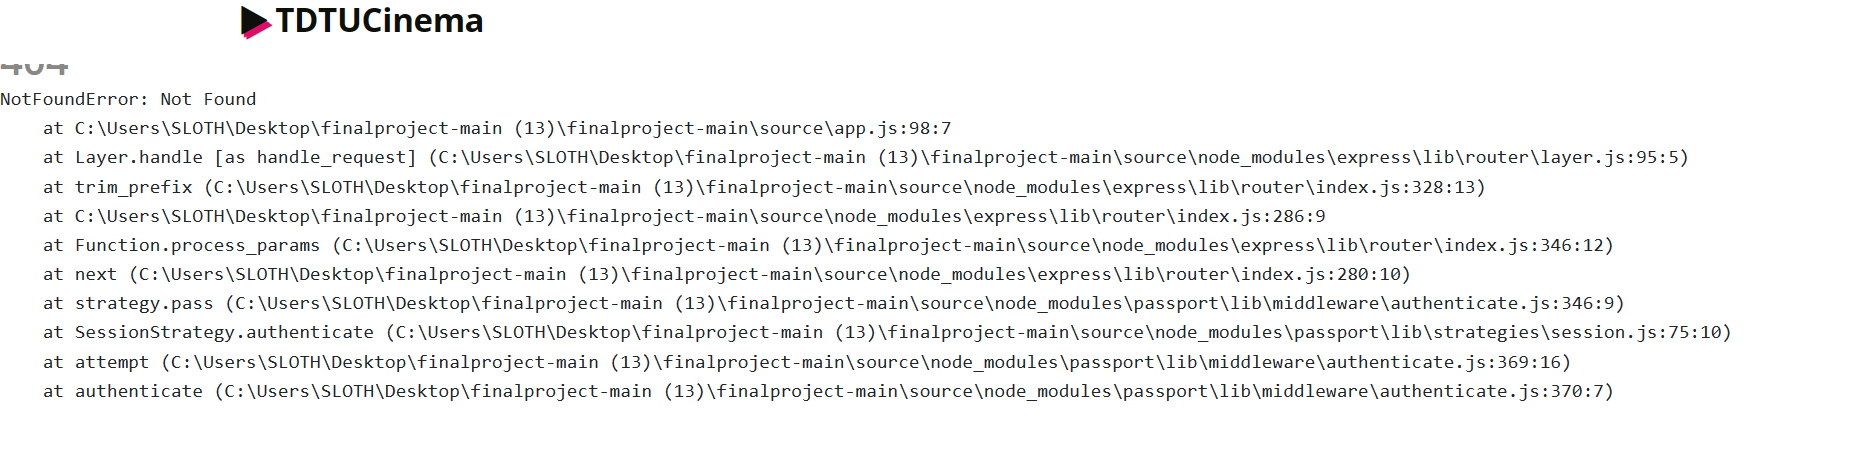 TDTUCinema
404
NotFoundError: Not Found
at C:\Users\SLOTH\Desktop\finalproject-main (13)\finalproject-main\source\app.js:98:7
at Layer.handle [as handle_request] (C:\Users\SLOTH\Desktop\finalproject-main (13)\finalproject-main\source\node_modules\express\lib\router\layer.js:95:5)
at trim_prefix (C:\Users\SLOTH\Desktop\finalproject-main (13)\finalproject-main\source\node_modules\express\lib\router\index.js:328:13)
at C:\Users\SLOTH\Desktop\finalproject-main (13)\finalproject-main\source\node_modules\express\lib\router\index.js:286:9
at Function.process_params (C:\Users\SLOTH\Desktop\finalproject-main (13)\finalproject-main\source\node_modules\express\lib\router\index.js:346:12)
at next (C:\Users\SLOTH\Desktop\finalproject-main (13)\finalproject-main\source\node_modules\express\lib\router\index.js:280:10)
at strategy.pass (C:\Users\SLOTH\Desktop\finalproject-main (13)\finalproject-main\source\node_modules\passport\lib\middleware\authenticate.js:346:9)
at SessionStrategy.authenticate (C:\Users\SLOTH\Desktop\finalproject-main (13)\finalproject-main\source\node_modules\passport\lib\strategies\session.js:75:10)
at attempt (C:\Users\SLOTH\Desktop\finalproject-main (13)\finalproject-main\source\node_modules\passport\lib\middleware\authenticate.js:369:16)
at authenticate (C:\Users\SLOTH\Desktop\finalproject-main (13)\finalproject-main\source\node_modules\passport\lib\middleware\authenticate.js:370:7)